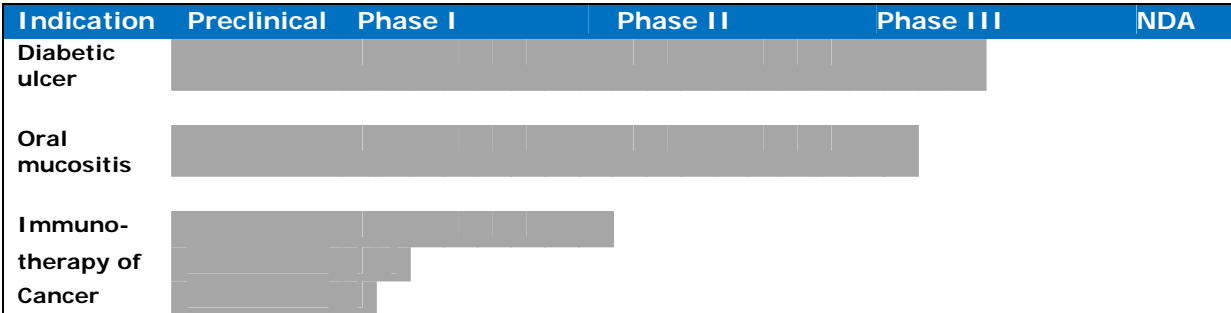 Indication Preclinical Phase I Phase II Phase III NDA
Diabetic
ulcer
Oral
mucositis
Immuno-
therapy of
Cancer